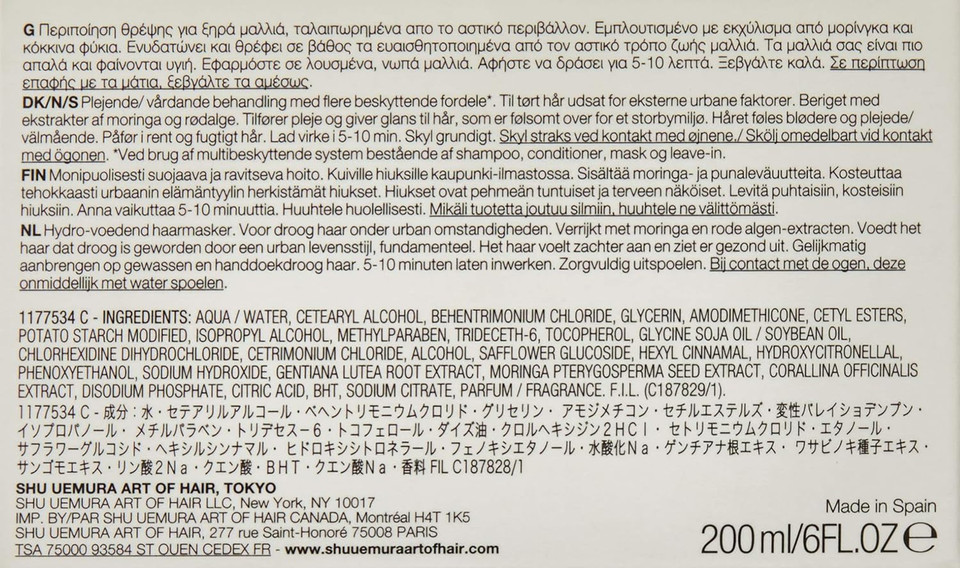 G Περιποίηση θρέψης για ξηρά μαλλιά, ταλαιπωρημένα απο το αστικό περιβάλλον. Εμπλουτισμένο με εκχύλισμα από μορίνγκα και
κόκκινα φύκια. Ενυδατώνει και θρέφει σε βάθος τα ευαισθητοποιημένα από τον αστικό τρόπο ζωής μαλλιά. Τα μαλλιά σας είναι πιο
απαλά και φαίνονται υγιή. Εφαρμόστε σε λουσμένα, νωπά μαλλιά. Αφήστε να δράσει για 5-10 λεπτά. Ξεβγάλτε καλά. Σε περίπτωση
επαφής με τα μάτια, ξεβγάλτε τα αμέσως.
DK/N/S Plejende/ vårdande behandling med flere beskyttende fordele*. Til tørt hår udsat for eksterne urbane faktorer. Beriget med
ekstrakter af moringa og rødalge. Tilfører pleje og giver glans til hår, som er følsomt over for et storbymiljø. Håret føles blødere og plejede/
välmående. Påfør i rent og fugtigt hår. Lad virke i 5-10 min. Skyl grundigt. Skyl straks ved kontakt med øjnene./ Skölj omedelbart vid kontakt
med ögonen. *Ved brug af multibeskyttende system bestående af shampoo, conditioner, mask og leave-in.
FIN Monipuolisesti suojaava ja ravitseva hoito. Kuiville hiuksille kaupunki-ilmastossa. Sisältää moringa- ja punaleväuutteita. Kosteuttaa
tehokkaasti urbaanin elämäntyylin herkistämät hiukset. Hiukset ovat pehmeän tuntuiset ja terveen näköiset. Levitä puhtaisiin, kosteisiin
hiuksiin. Anna vaikuttaa 5-10 minuuttia. Huuhtele huolellisesti. Mikäli tuotetta joutuu silmiin, huuhtele ne välittömästi.
NL Hydro-voedend haarmasker. Voor droog haar onder urban omstandigheden. Verrijkt met moringa en rode algen-extracten. Voedt het
haar dat droog is geworden door een urban levensstijl, fundamenteel. Het haar voelt zachter aan en ziet er gezond uit. Gelijkmatig
aanbrengen op gewassen en handdoekdroog haar. 5-10 minuten laten inwerken. Zorgvuldig uitspoelen. Bij contact met de ogen, deze
onmiddellijk met water spoelen.
1177534 C - INGREDIENTS: AQUA / WATER, CETEARYL ALCOHOL, BEHENTRIMONIUM CHLORIDE, GLYCERIN, AMODIMETHICONE, CETYL ESTERS,
POTATO STARCH MODIFIED, ISOPROPYL ALCOHOL, METHYLPARABEN, TRIDECETH-6, TOCOPHEROL, GLYCINE SOJA OIL / SOYBEAN OIL,
CHLORHEXIDINE DIHYDROCHLORIDE, CETRIMONIUM CHLORIDE, ALCOHOL, SAFFLOWER GLUCOSIDE, HEXYL CINNAMAL, HYDROXYCITRONELLAL,
PHENOXYETHANOL, SODIUM HYDROXIDE, GENTIANA LUTEA ROOT EXTRACT, MORINGA PTERYGOSPERMA SEED EXTRACT, CORALLINA OFFICINALIS
EXTRACT, DISODIUM PHOSPHATE, CITRIC ACID, BHT, SODIUM CITRATE, PARFUM / FRAGRANCE. F.I.L. (C187829/1).
1177534 C - 成分：水・セテアリルアルコール・ベヘントリモニウムクロリド・グリセリン・ アモジメチコン・セチルエステルズ・変性バレイショデンプン・
イソプロパノール・ メチルパラベン・トリデセス－6・トコフェロール・ダイズ油・クロルヘキシジン2HCl・ セトリモニウムクロリド・エタノール・
サフラワーグルコシド・ヘキシルシンナマル・ ヒドロキシシトロネラール・フェノキシエタノール・水酸化Na・ゲンチアナ根エキス・ ワサビノキ種子エキス・
サンゴモエキス・リン酸2Na・クエン酸・BHT・クエン酸Na・香料 FIL C187828/1
SHU UEMURA ART OF HAIR, TOKYO
SHU UEMURA ART OF HAIR LLC, New York, NY 10017
IMP. BY/PAR SHU UEMURA ART OF HAIR CANADA, Montréal H4T 1K5
SHU UEMURA ART OF HAIR, 277 rue Saint-Honoré 75008 PARIS
TSA 75000 93584 ST OUEN CEDEX FR - www.shuuemuraartofhair.com
Made in Spain
200 ml/6FL.OZ ℮